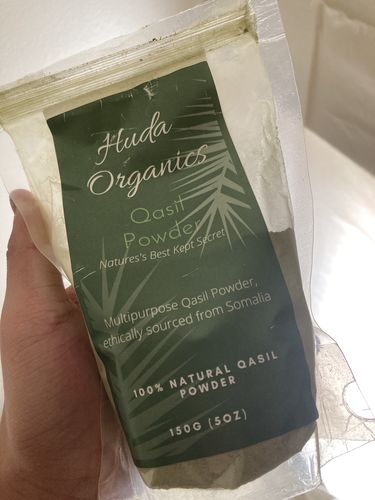 Huda
Organics
Qasil
Powder
Natures's Best Kept Secret
Multipurpose Qasil Powder,
ethically sourced from Somalia
100% NATURAL QASIL
POWDER
150G (5OZ)